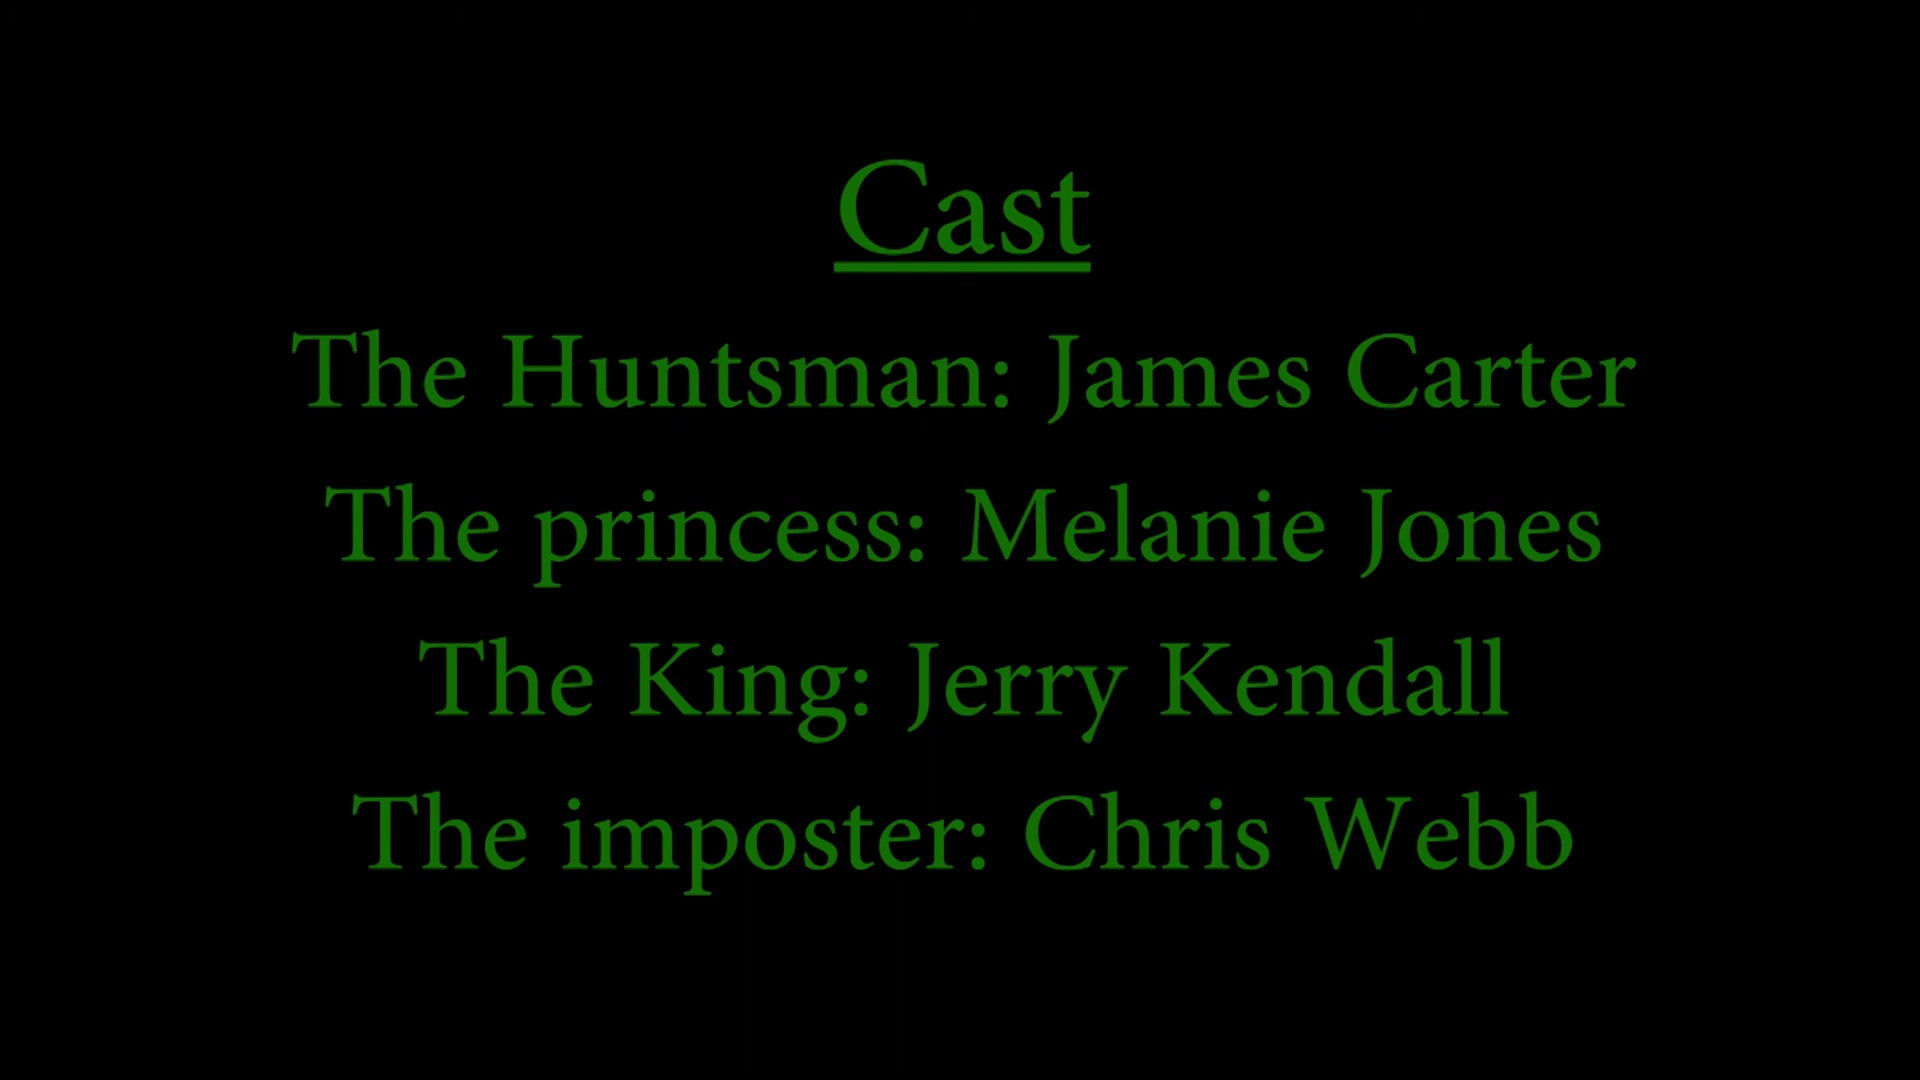 Cast
The Huntsman: James Carter
The princess: Melanie Jones
The King: Jerry Kendall
The imposter: Chris Webb